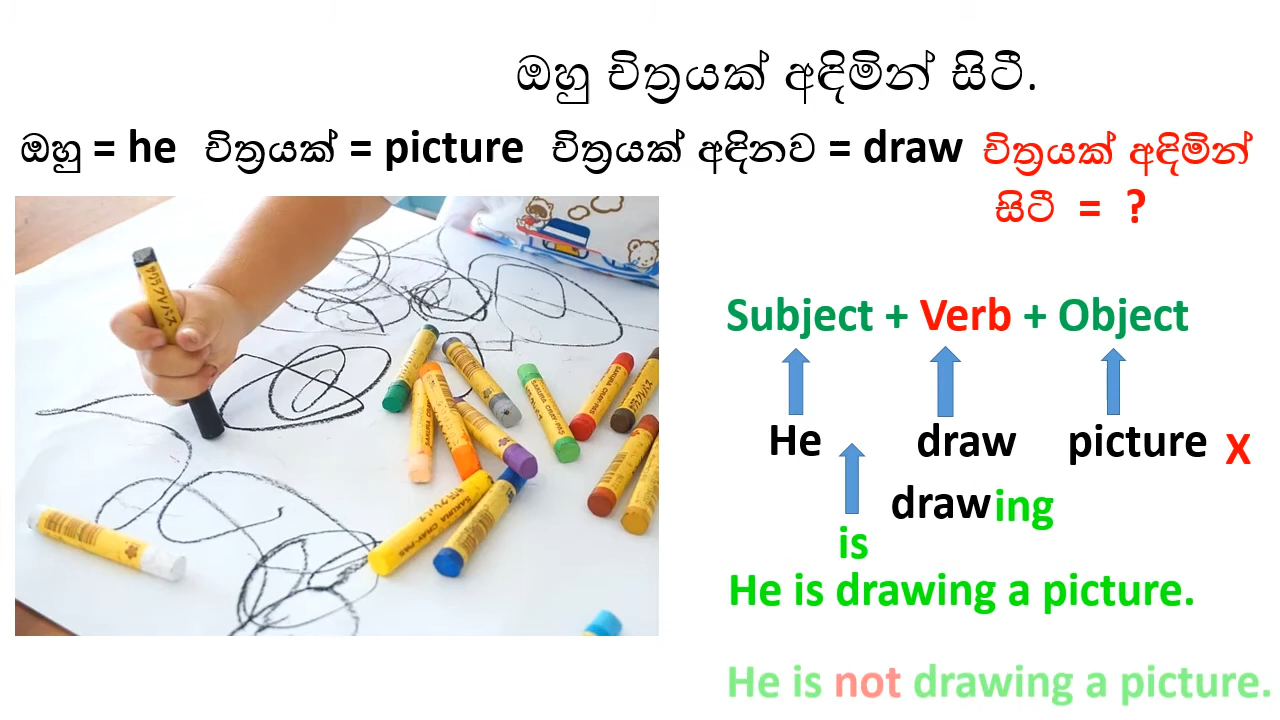 ඔහු චිත්‍රයක් අඳිමින් සිටී.
ඔහු = he චිත්‍රයක් = picture චිත්‍රයක් අඳිනව = draw චිත්‍රයක් අඳිමින්
සිටී = ?
Subject + Verb + Object
He draw picture X
drawing
is
He is drawing a picture.
He is not drawing a picture.